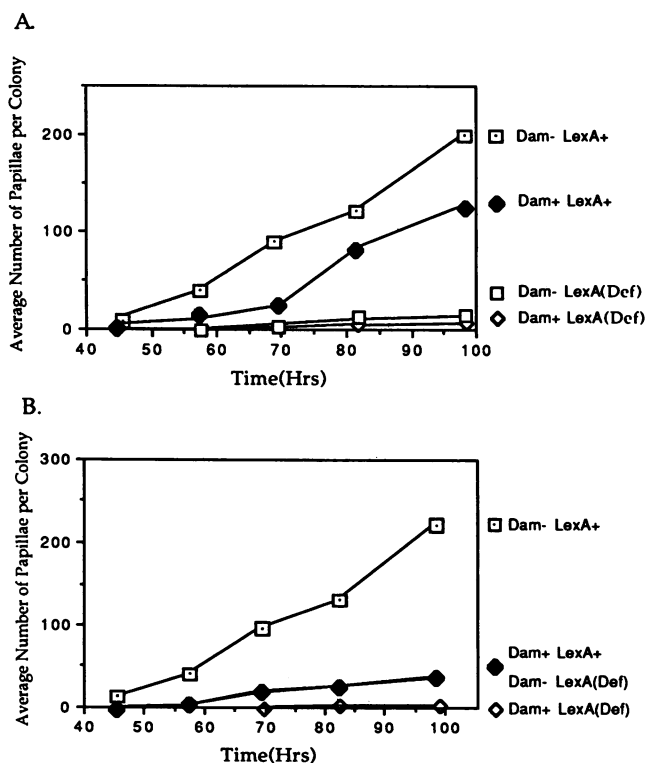 A.
Average Number of Papillae per Colony
200
100
0
40 50 60 70 80 90 100
Time(Hrs)
Dam- LexA+
Dam+ LexA+
Dam- LexA(Def)
Dam+ LexA(Def)
B.
Average Number of Papillae per Colony
300
200
100
0
40 50 60 70 80 90 100
Time(Hrs)
Dam- LexA+
Dam+ LexA+
Dam- LexA(Def)
Dam+ LexA(Def)